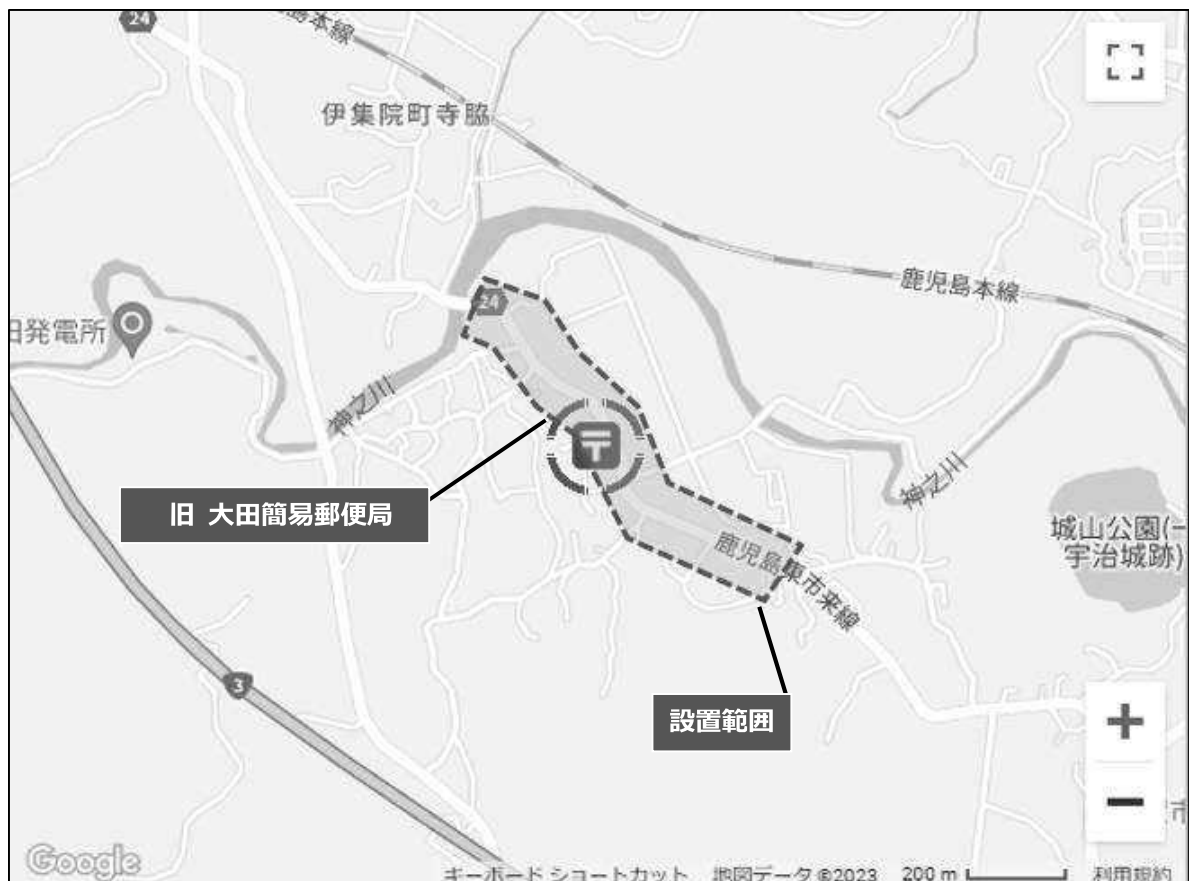 24
島本線
伊集院町寺脇
鹿児島本線
24
田発電所
神之川
旧 大田簡易郵便局
神之川
城山公園(一
宇治城跡)
鹿児島東市来線
3
設置範囲
Google
キーボード ショートカット 地図データ ©2023 200 m 利用規約